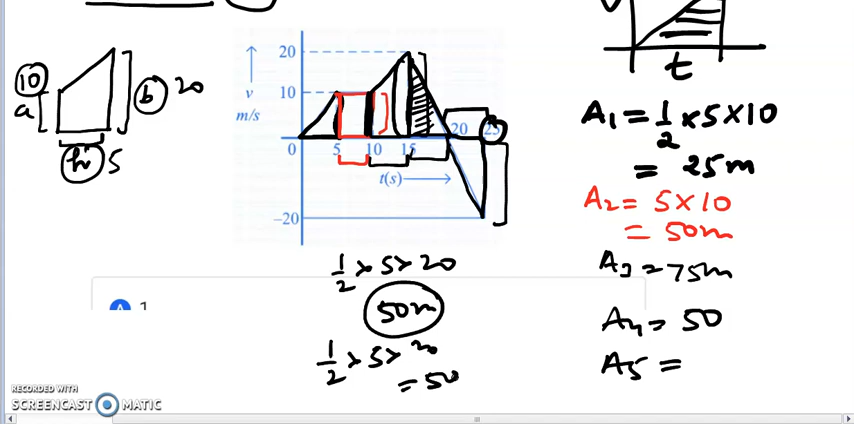 10
a
b 20
h 5
20
10
v
m/s
0
5
10
15
20
25
t(s)
-20
v
t
A1 = 1/2 × 5 × 10
= 25m
A2 = 5 × 10
= 50m
A3 = 75m
A4 = 50
A5 =
1/2 × 5 × 20
50m
1/2 × 5 × 20
= 50
A 1
RECORDED WITH
SCREENCAST MATIC